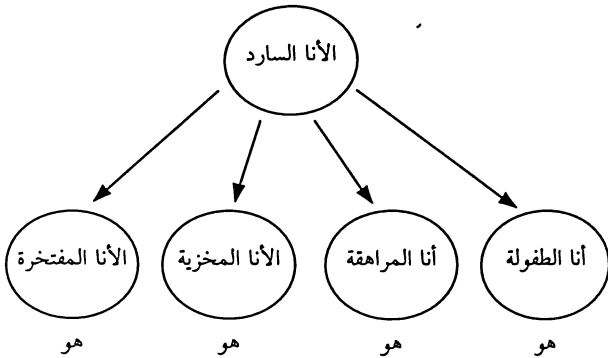 الأنا السارد
أنا الطفولة
أنا المراهقة
الأنا المخزية
الأنا المفتخرة
هو
هو
هو
هو